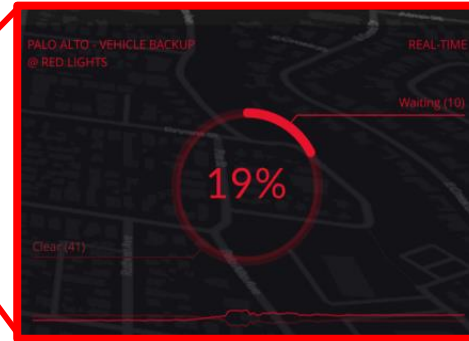 PALO ALTO - VEHICLE BACKUP
@ RED LIGHTS
REAL-TIME
Waiting (10)
19%
Clear (41)